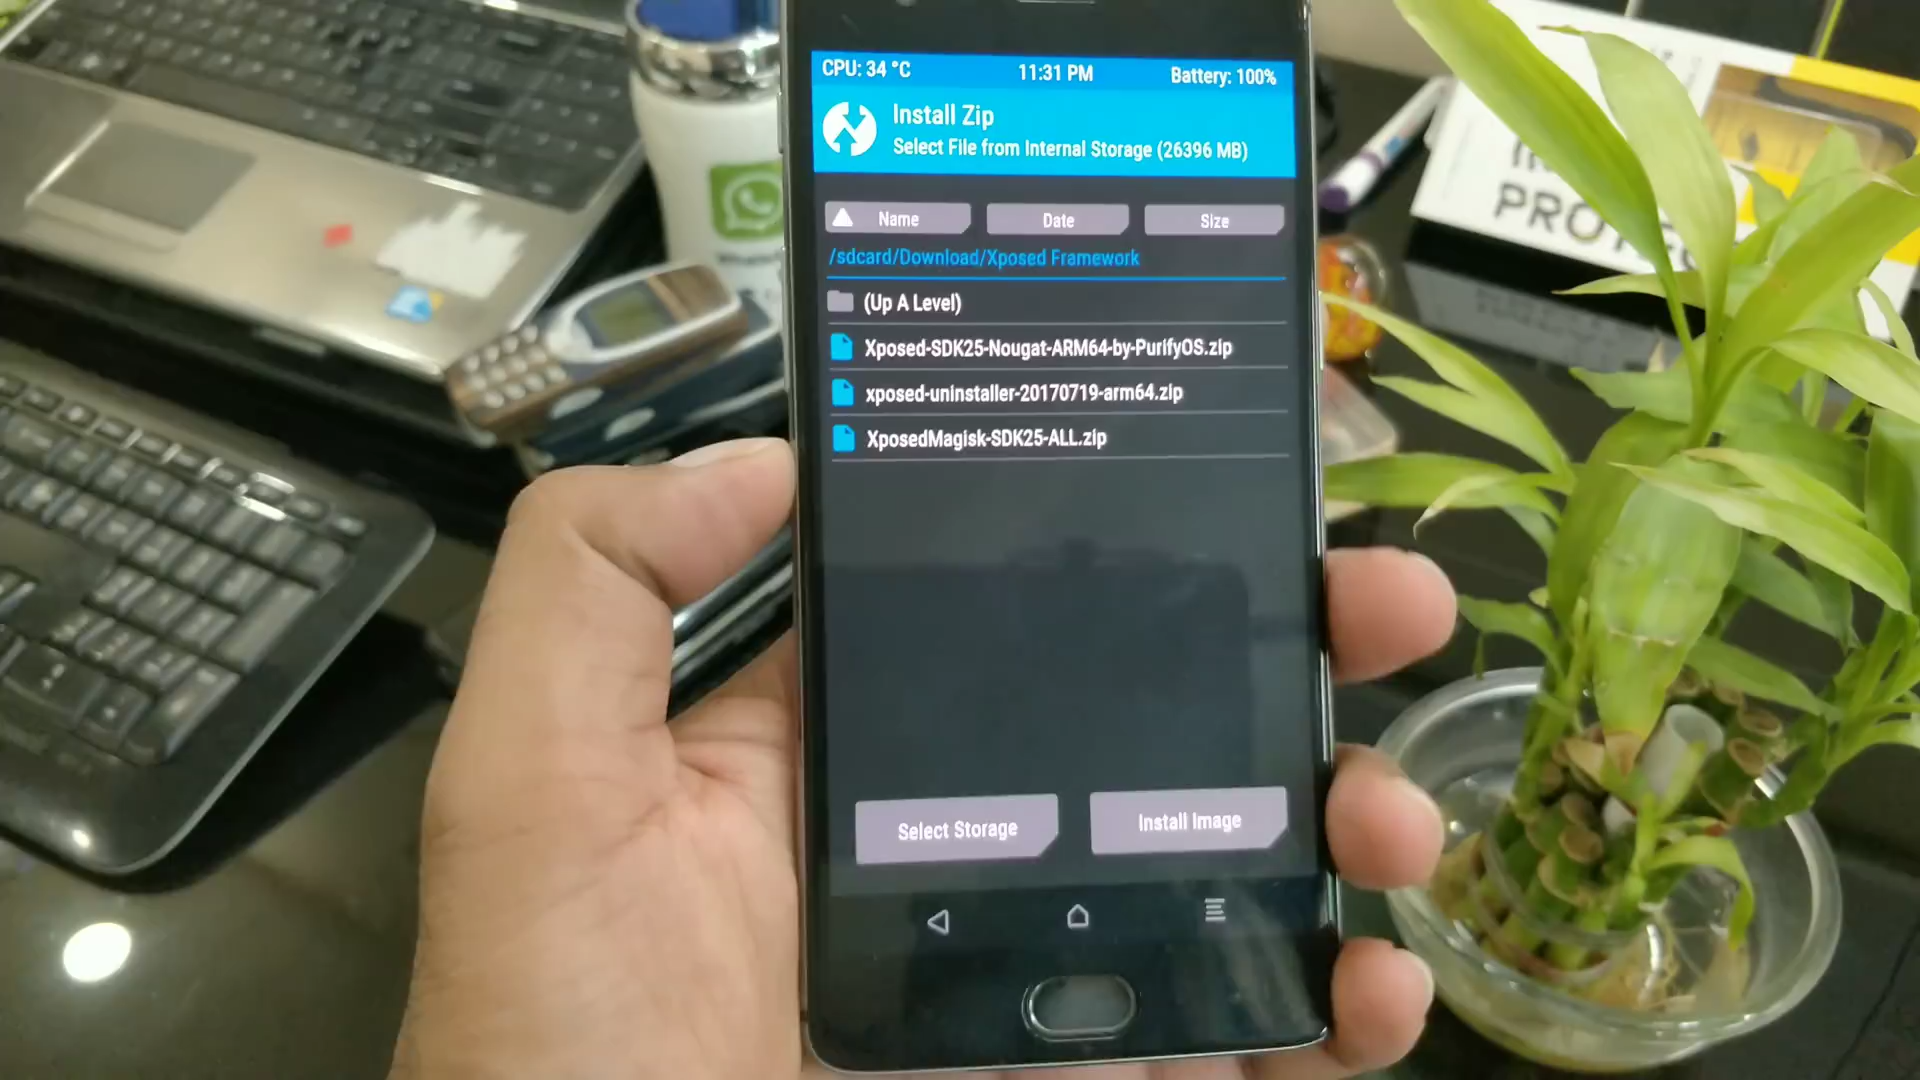 CPU: 34 °C 11:31 PM Battery: 100%
Install Zip
Select File from Internal Storage (26396 MB)
Name Date Size
/sdcard/Download/Xposed Framework
(Up A Level)
Xposed-SDK25-Nougat-ARM64-by-PurifyOS.zip
xposed-uninstaller-20170719-arm64.zip
XposedMagisk-SDK25-ALL.zip
Select Storage Install Image